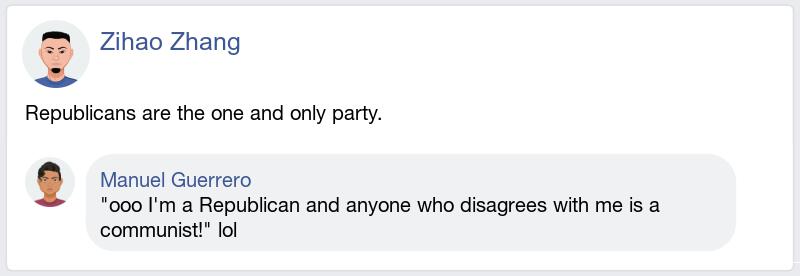 Zihao Zhang
Republicans are the one and only party.
Manuel Guerrero
"ooo I'm a Republican and anyone who disagrees with me is a
communist!" lol